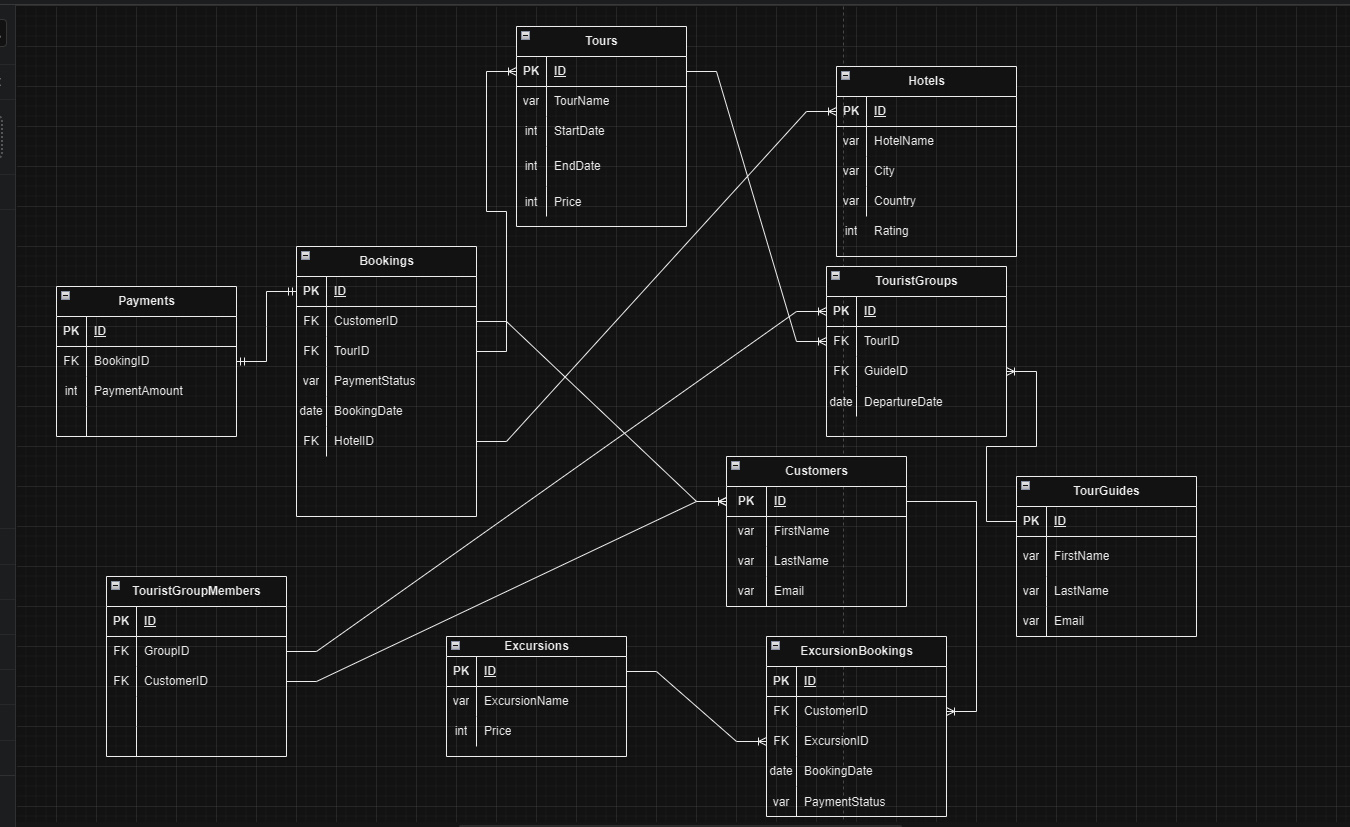 Tours
PK ID
var TourName
int StartDate
int EndDate
int Price
Hotels
PK ID
var HotelName
var City
var Country
int Rating
Bookings
PK ID
FK CustomerID
FK TourID
var PaymentStatus
date BookingDate
FK HotelID
TouristGroups
PK ID
FK TourID
FK GuideID
date DepartureDate
Payments
PK ID
FK BookingID
int PaymentAmount
Customers
PK ID
var FirstName
var LastName
var Email
TourGuides
PK ID
var FirstName
var LastName
var Email
TouristGroupMembers
PK ID
FK GroupID
FK CustomerID
Excursions
PK ID
var ExcursionName
int Price
ExcursionBookings
PK ID
FK CustomerID
FK ExcursionID
date BookingDate
var PaymentStatus